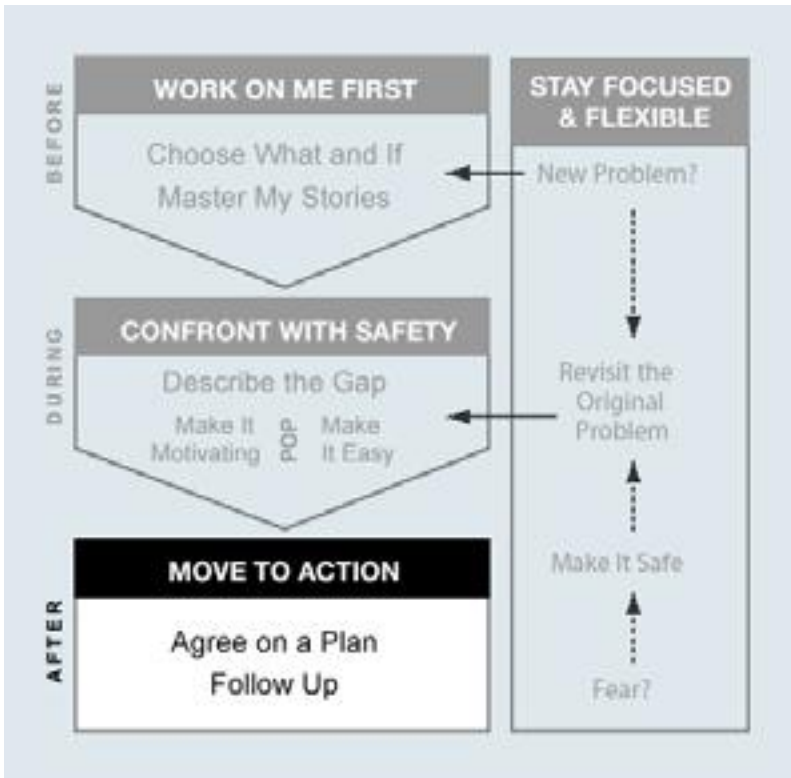 BEFORE
WORK ON ME FIRST
Choose What and If
Master My Stories
DURING
CONFRONT WITH SAFETY
Describe the Gap
Make It
Motivating
POP
Make
It Easy
AFTER
MOVE TO ACTION
Agree on a Plan
Follow Up
STAY FOCUSED
& FLEXIBLE
New Problem?
Revisit the
Original
Problem
Make It Safe
Fear?